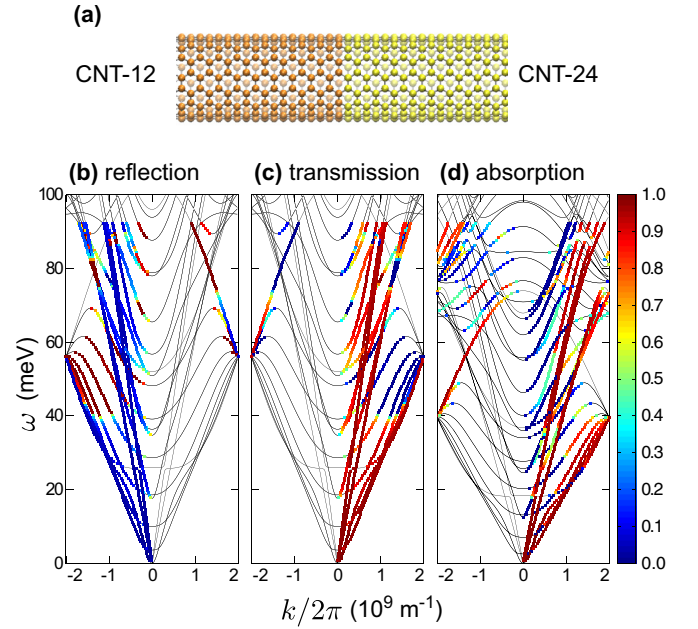 (a)
CNT-12
CNT-24
(b) reflection
(c) transmission
(d) absorption
100
80
60
40
20
0
ω (meV)
-2 -1 0 1 2
-2 -1 0 1 2
-2 -1 0 1 2
1.0
0.9
0.8
0.7
0.6
0.5
0.4
0.3
0.2
0.1
0.0
k/2π (10⁹ m⁻¹)